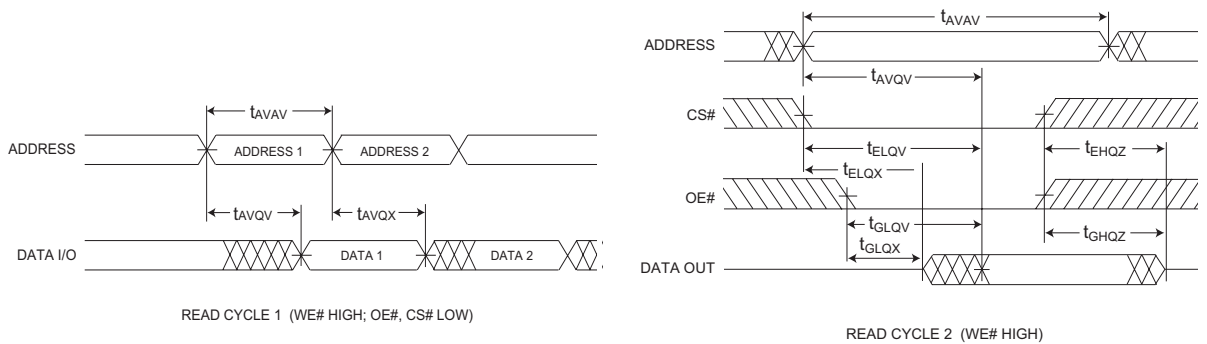 tAVAV
ADDRESS
ADDRESS 1
ADDRESS 2
tAVQV
tAVQX
DATA I/O
DATA 1
DATA 2
READ CYCLE 1 (WE# HIGH; OE#, CS# LOW)
tAVAV
ADDRESS
tAVQV
CS#
tELQV
tEHQZ
tELQX
OE#
tGLQV
tGHQZ
tGLQX
DATA OUT
READ CYCLE 2 (WE# HIGH)